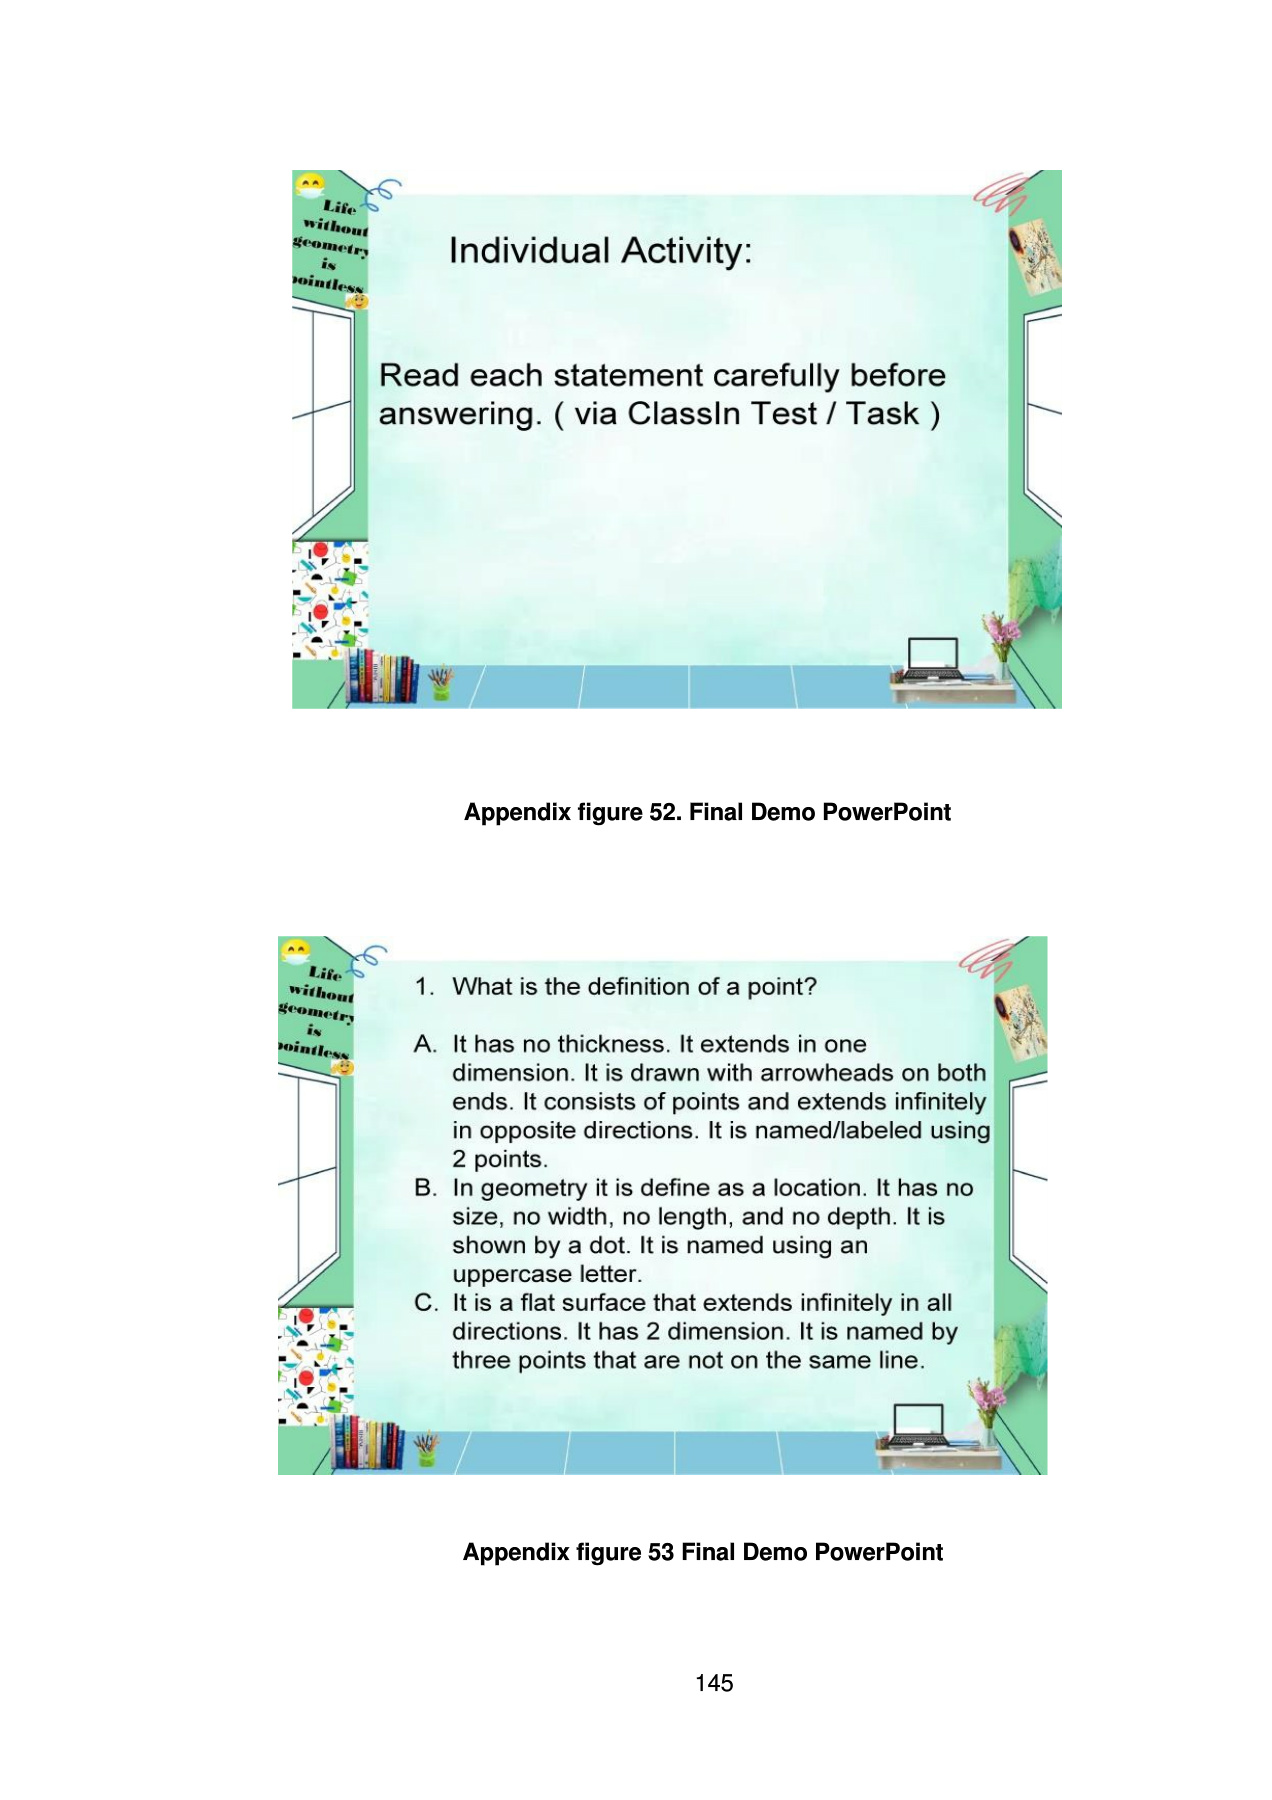 Life
without
geometry
is
pointless
Individual Activity:
Read each statement carefully before
answering. ( via ClassIn Test / Task )
Appendix figure 52. Final Demo PowerPoint
Life
without
geometry
is
pointless
1. What is the definition of a point?
A. It has no thickness. It extends in one
dimension. It is drawn with arrowheads on both
ends. It consists of points and extends infinitely
in opposite directions. It is named/labeled using
2 points.
B. In geometry it is define as a location. It has no
size, no width, no length, and no depth. It is
shown by a dot. It is named using an
uppercase letter.
C. It is a flat surface that extends infinitely in all
directions. It has 2 dimension. It is named by
three points that are not on the same line.
Appendix figure 53 Final Demo PowerPoint
145